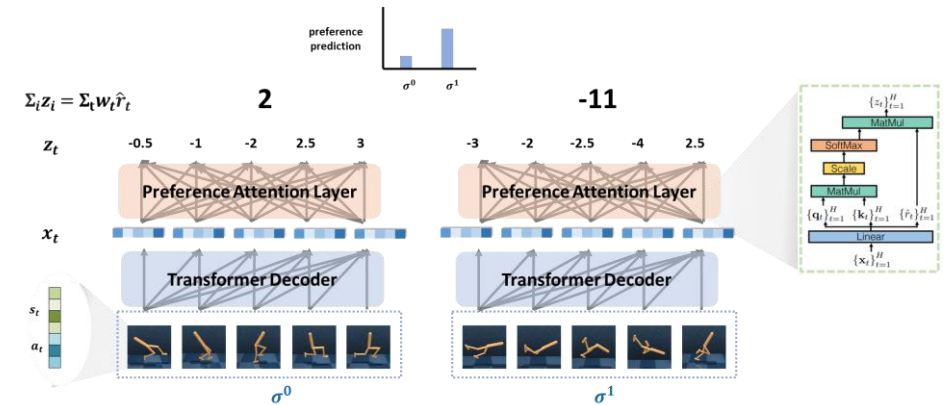 preference
prediction
σ⁰ σ¹
Σᵢzᵢ = Σₜwₜr̂ₜ 2 -11
zₜ -0.5 -1 -2 2.5 3 -3 -2 -2.5 -4 2.5
Preference Attention Layer Preference Attention Layer
xₜ
Transformer Decoder Transformer Decoder
sₜ
aₜ
σ⁰ σ¹
{zₜ}ᴴₜ₌₁
MatMul
SoftMax
Scale
MatMul
{qₜ}ᴴₜ₌₁ {kₜ}ᴴₜ₌₁ {r̂ₜ}ᴴₜ₌₁
Linear
{xₜ}ᴴₜ₌₁